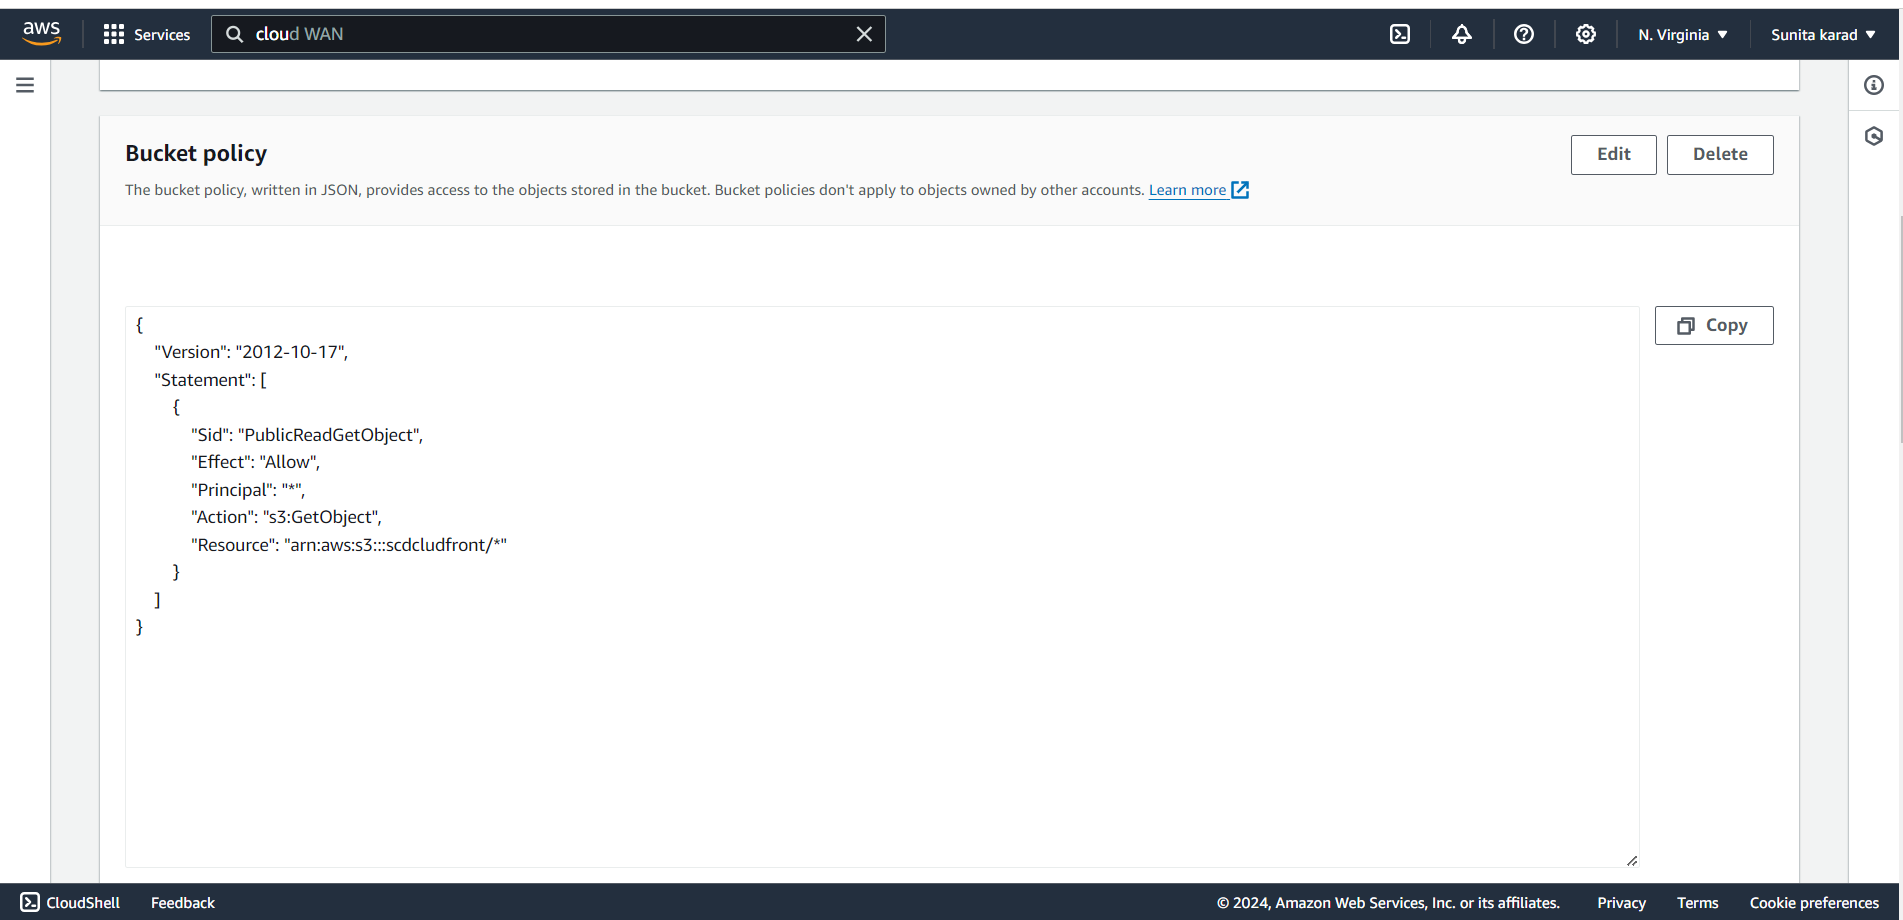 aws
Services
cloud WAN
N. Virginia
Sunita karad
Bucket policy
Edit
Delete
The bucket policy, written in JSON, provides access to the objects stored in the bucket. Bucket policies don't apply to objects owned by other accounts. Learn more
Copy
{
"Version": "2012-10-17",
"Statement": [
{
"Sid": "PublicReadGetObject",
"Effect": "Allow",
"Principal": "*",
"Action": "s3:GetObject",
"Resource": "arn:aws:s3:::scdcludfront/*"
}
]
}
CloudShell
Feedback
© 2024, Amazon Web Services, Inc. or its affiliates.
Privacy
Terms
Cookie preferences